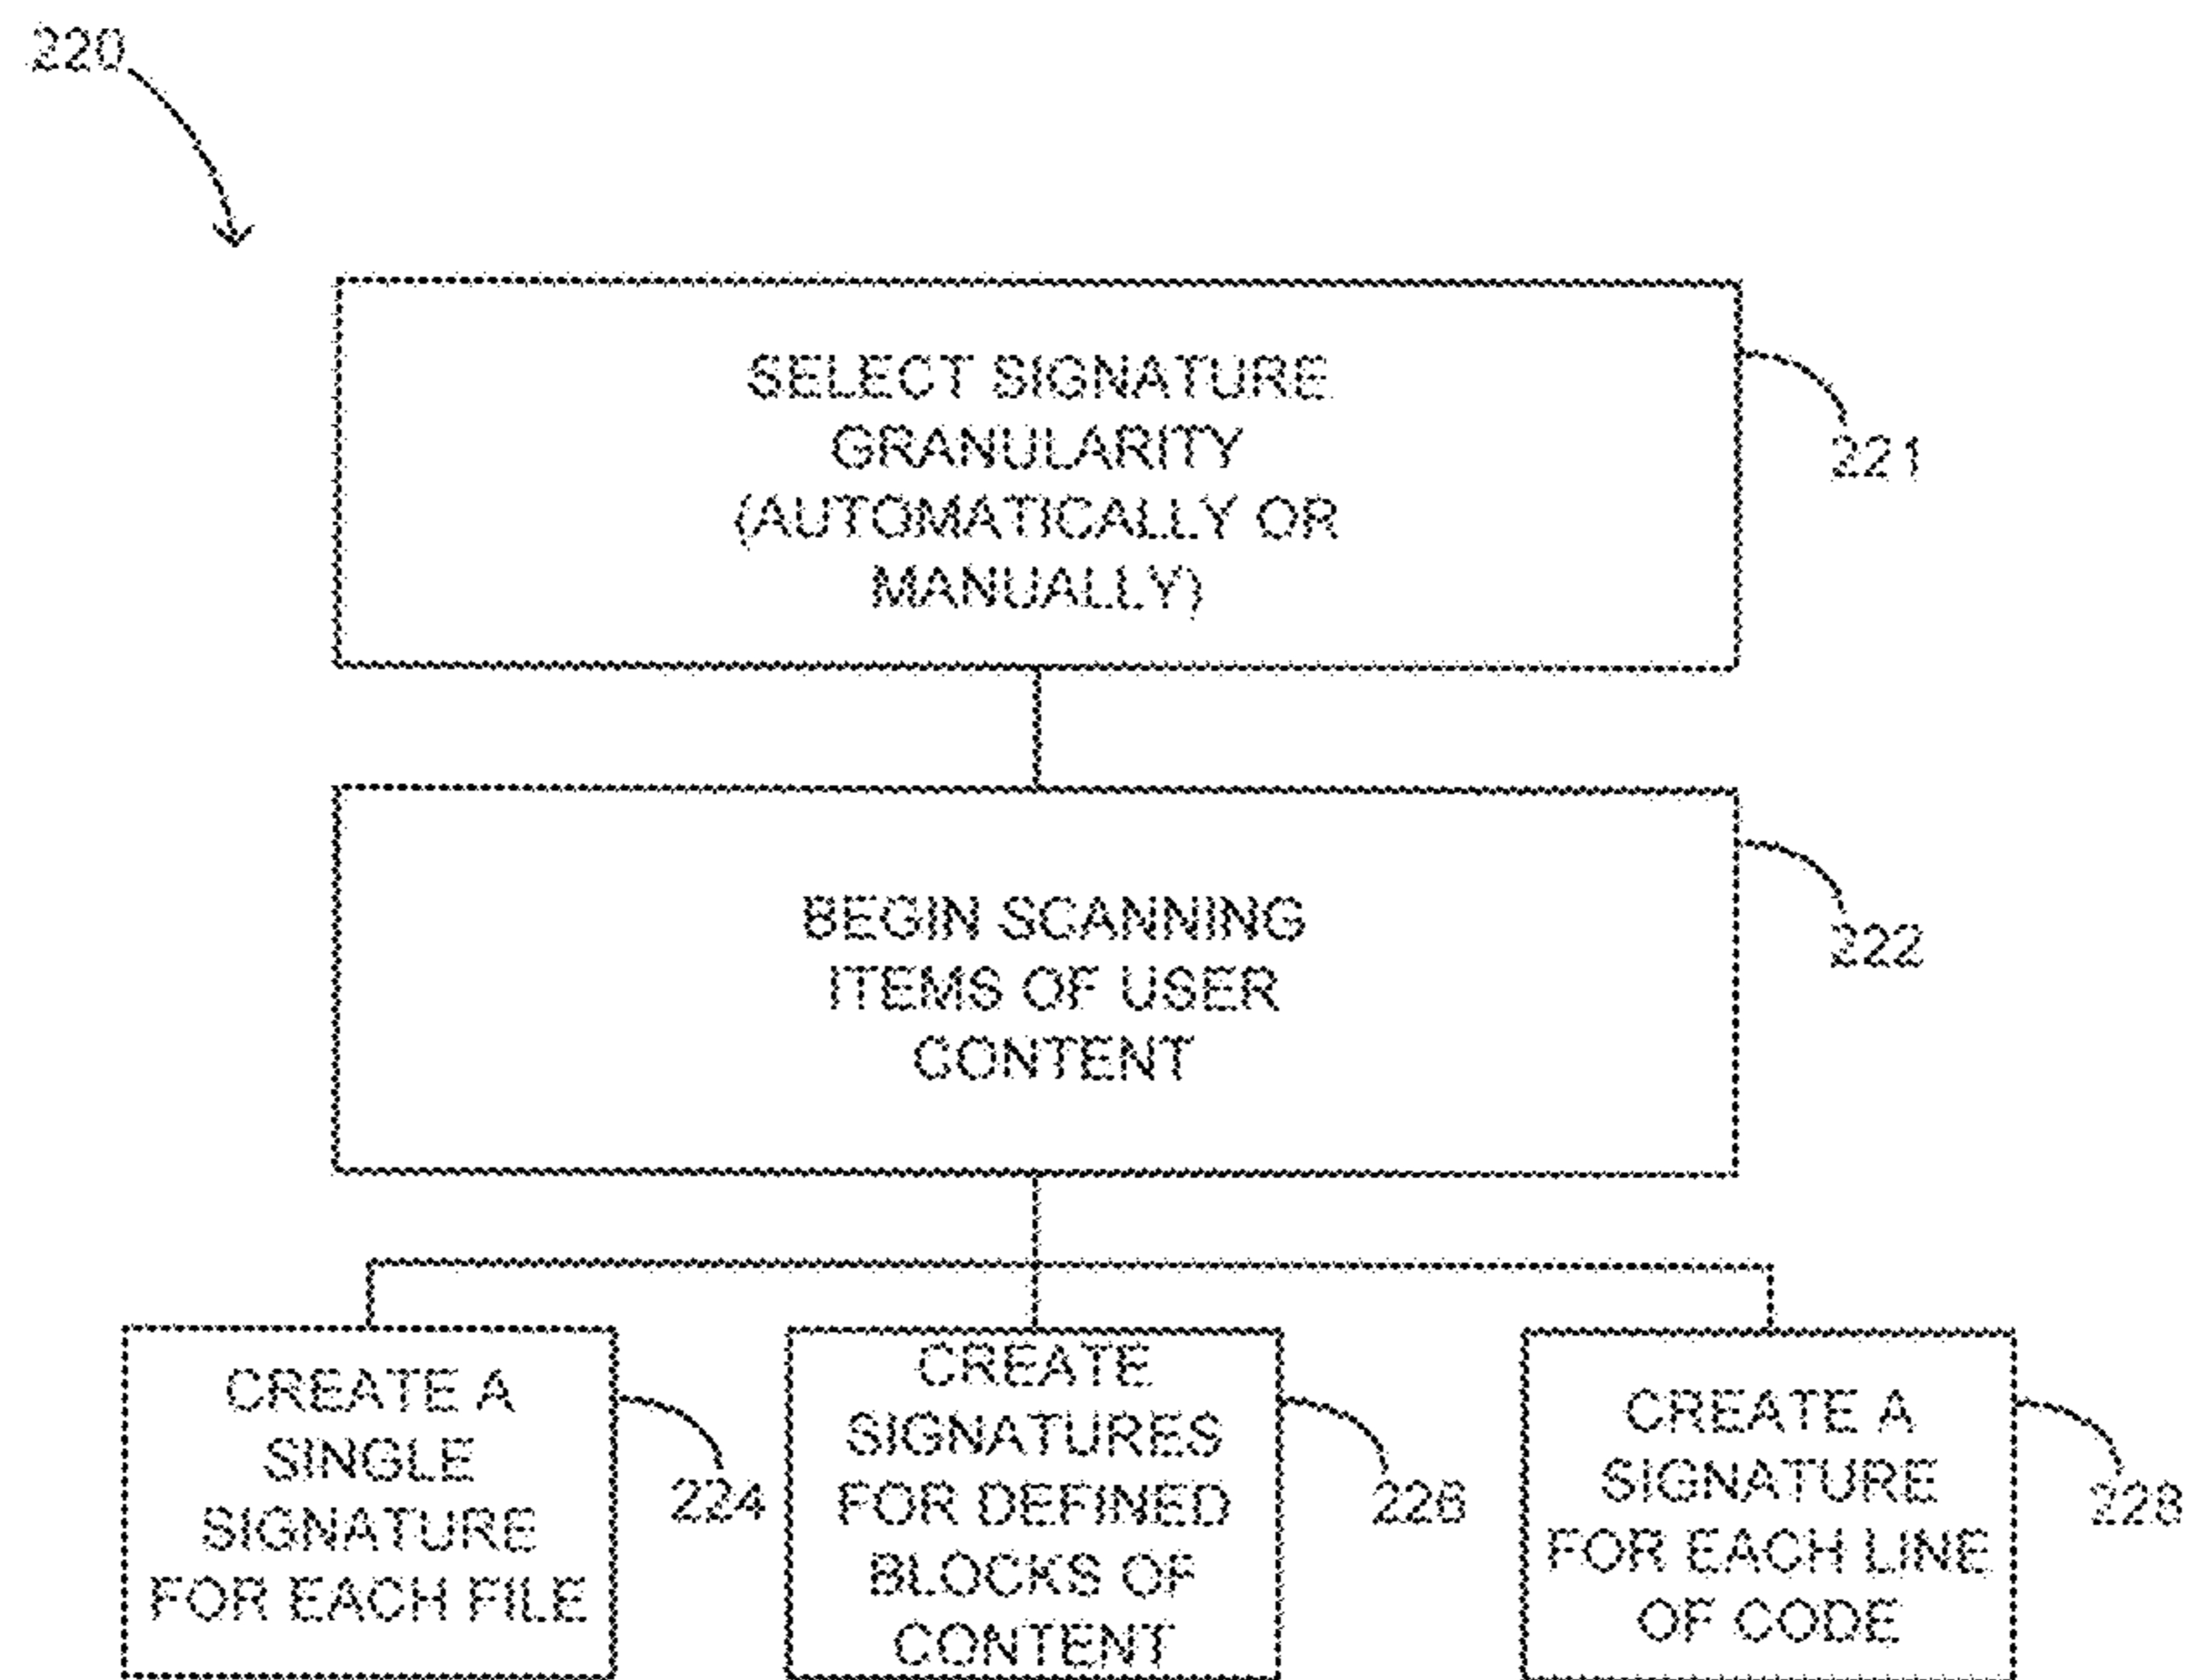 220
SELECT SIGNATURE
GRANULARITY
(AUTOMATICALLY OR
MANUALLY)
221
BEGIN SCANNING
ITEMS OF USER
CONTENT
222
CREATE A
SINGLE
SIGNATURE
FOR EACH FILE
224
CREATE
SIGNATURES
FOR DEFINED
BLOCKS OF
CONTENT
226
CREATE A
SIGNATURE
FOR EACH LINE
OF CODE
228